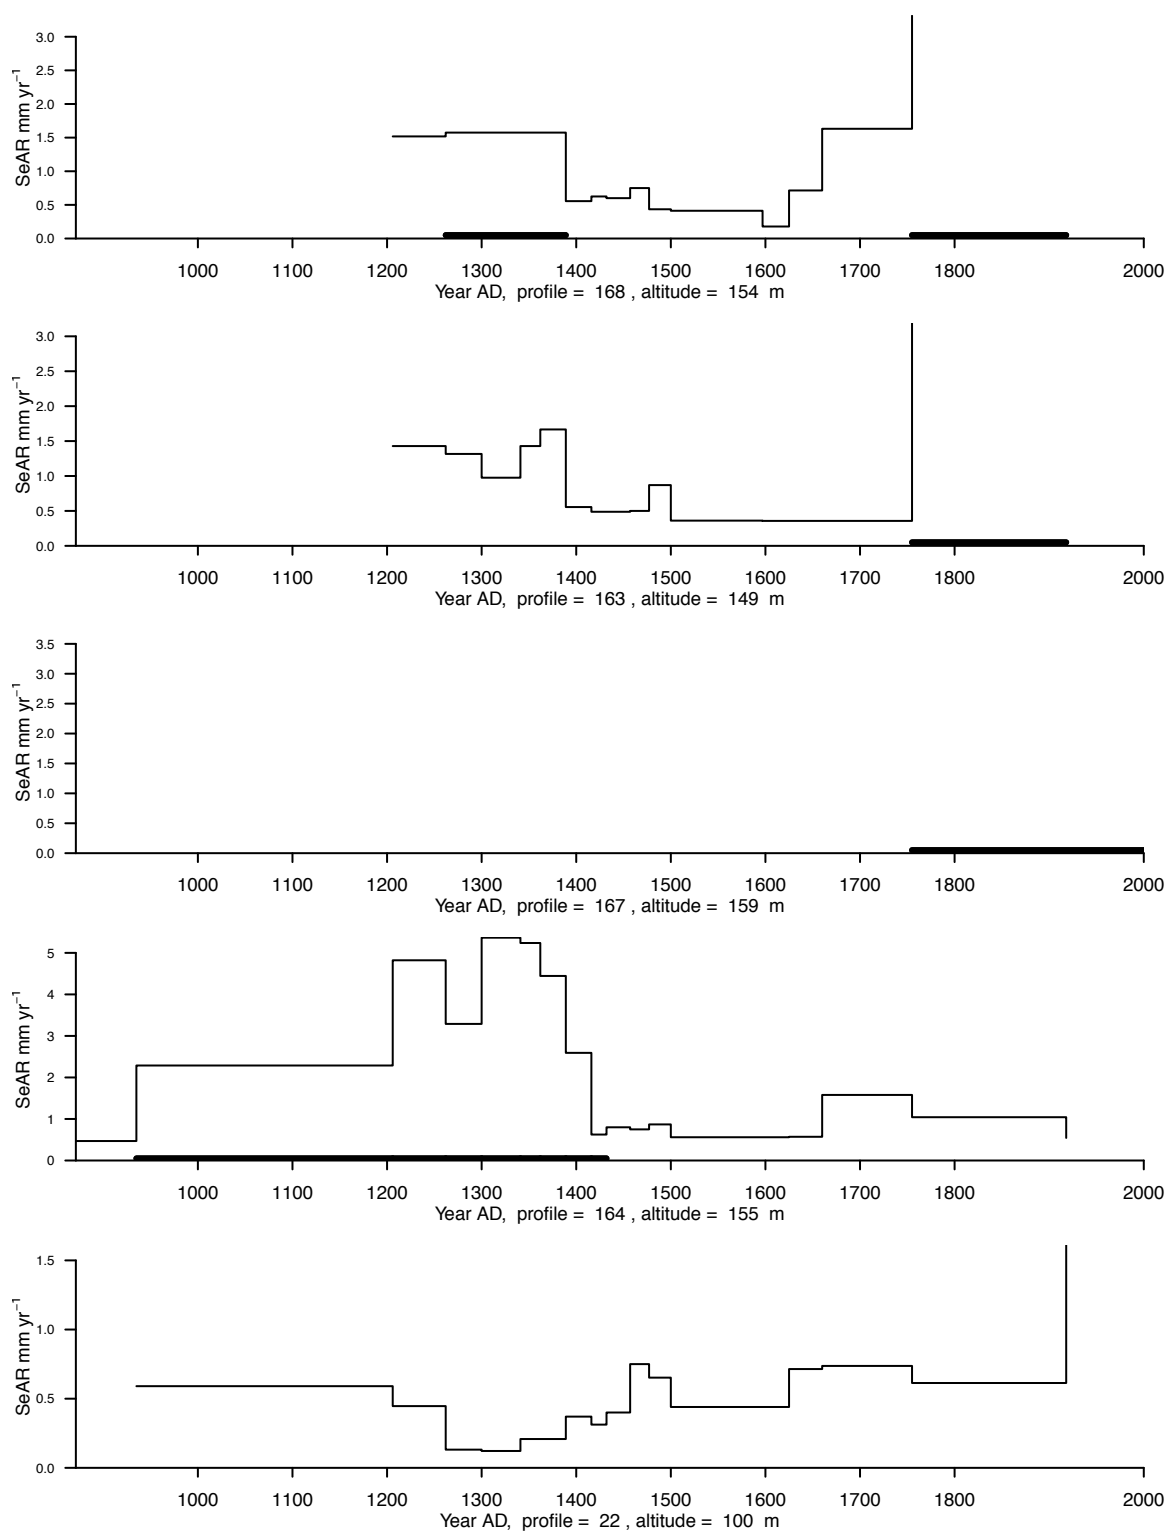 3.0
2.5
2.0
1.5
1.0
0.5
0.0
SeAR mm yr⁻¹
1000 1100 1200 1300 1400 1500 1600 1700 1800 2000
Year AD, profile = 168 , altitude = 154 m
3.0
2.5
2.0
1.5
1.0
0.5
0.0
SeAR mm yr⁻¹
1000 1100 1200 1300 1400 1500 1600 1700 1800 2000
Year AD, profile = 163 , altitude = 149 m
3.5
3.0
2.5
2.0
1.5
1.0
0.5
0.0
SeAR mm yr⁻¹
1000 1100 1200 1300 1400 1500 1600 1700 1800 2000
Year AD, profile = 167 , altitude = 159 m
5
4
3
2
1
0
SeAR mm yr⁻¹
1000 1100 1200 1300 1400 1500 1600 1700 1800 2000
Year AD, profile = 164 , altitude = 155 m
1.5
1.0
0.5
0.0
SeAR mm yr⁻¹
1000 1100 1200 1300 1400 1500 1600 1700 1800 2000
Year AD, profile = 22 , altitude = 100 m